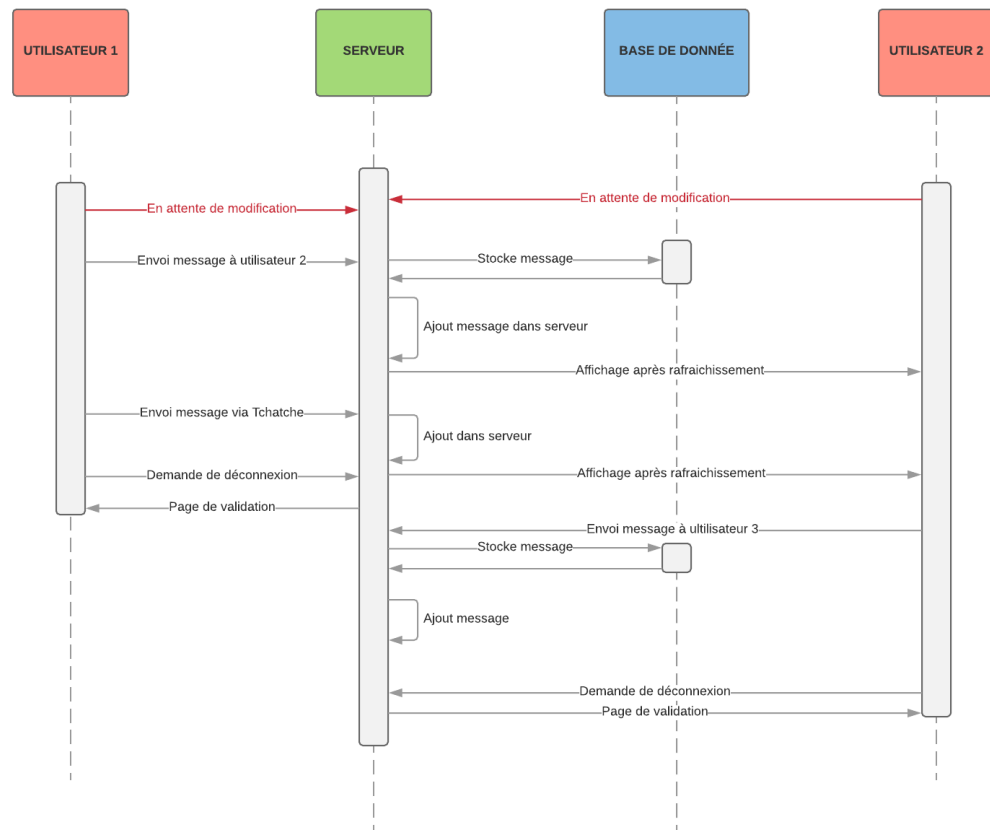 UTILISATEUR 1
SERVEUR
BASE DE DONNÉE
UTILISATEUR 2
En attente de modification
En attente de modification
Envoi message à utilisateur 2
Stocke message
Ajout message dans serveur
Affichage après rafraichissement
Envoi message via Tchatche
Ajout dans serveur
Demande de déconnexion
Affichage après rafraichissement
Page de validation
Envoi message à ultilisateur 3
Stocke message
Ajout message
Demande de déconnexion
Page de validation